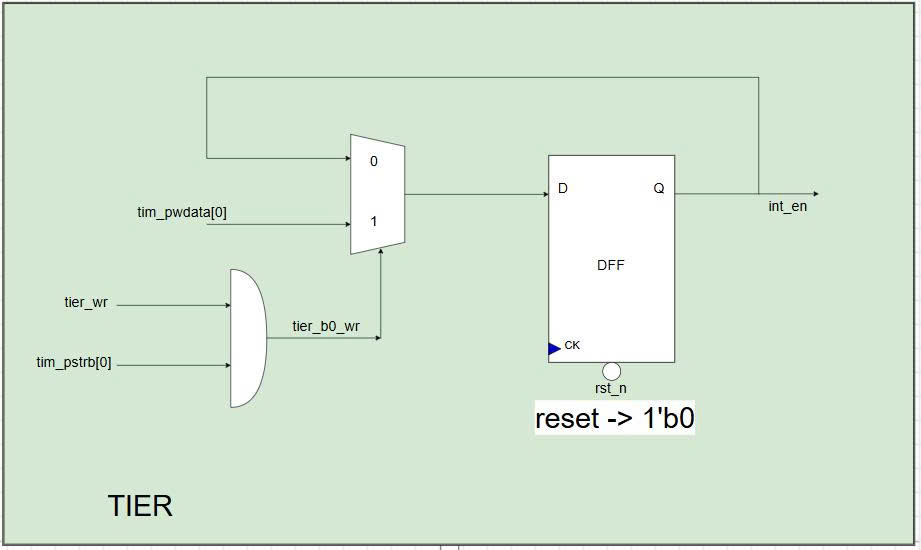 0
D
Q
tim_pwdata[0]
int_en
1
DFF
tier_wr
tier_b0_wr
CK
tim_pstrb[0]
rst_n
reset -> 1'b0
TIER